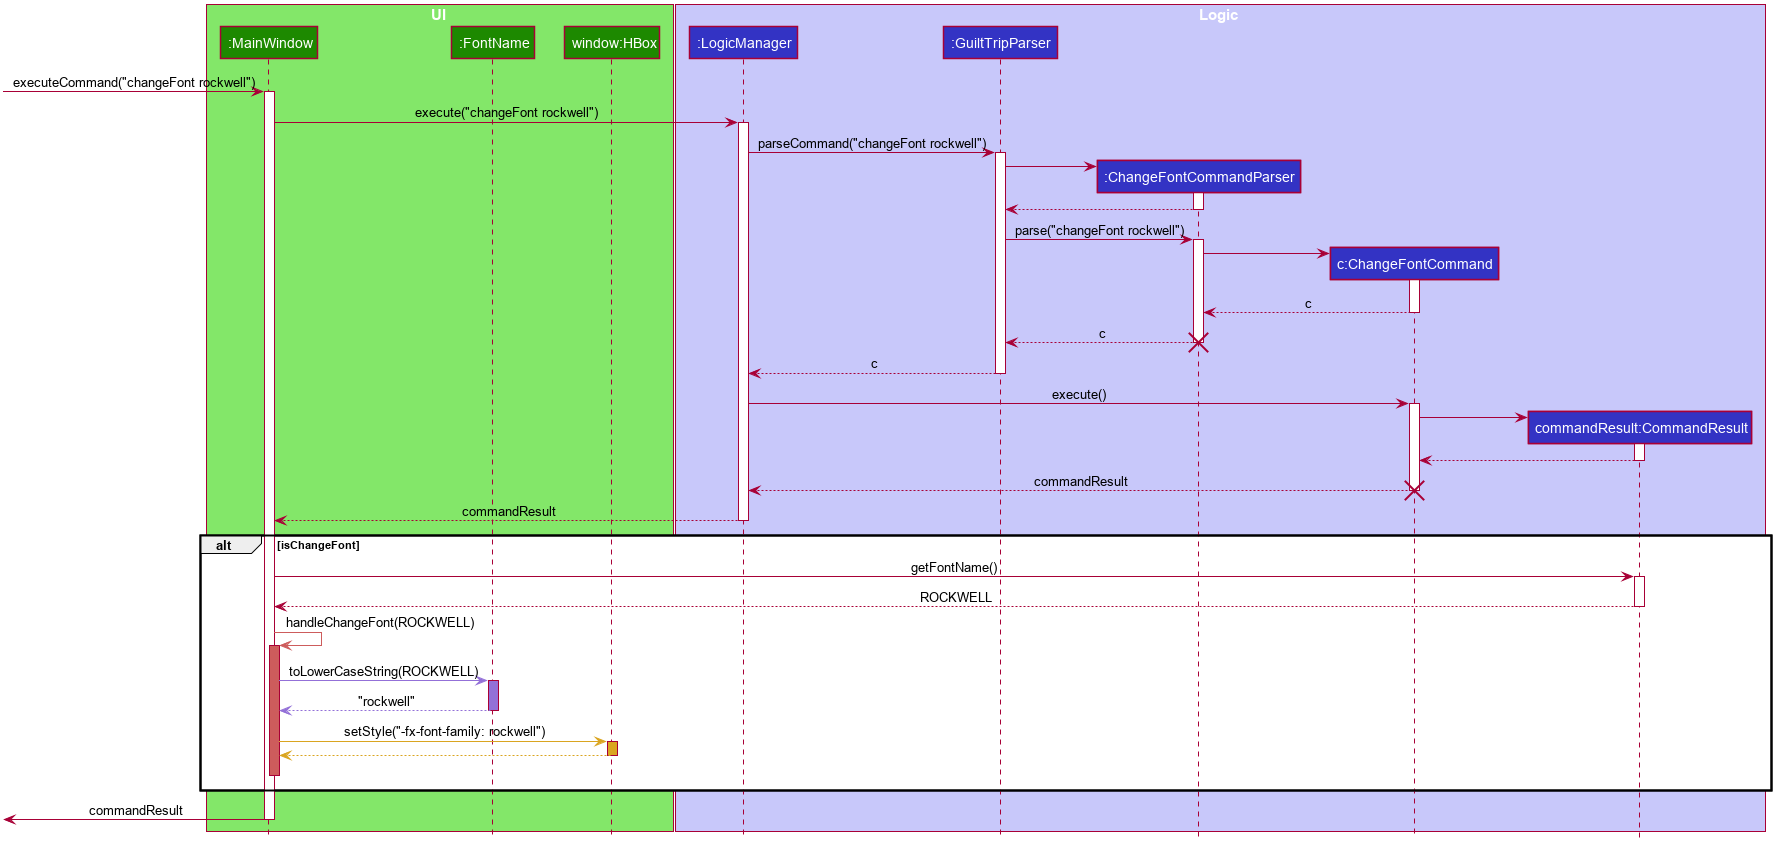 UI
Logic
:MainWindow
:FontName
window:HBox
:LogicManager
:GuiltTripParser
executeCommand("changeFont rockwell")
execute("changeFont rockwell")
parseCommand("changeFont rockwell")
:ChangeFontCommandParser
parse("changeFont rockwell")
c:ChangeFontCommand
c
c
c
execute()
commandResult:CommandResult
commandResult
commandResult
alt
[isChangeFont]
getFontName()
ROCKWELL
handleChangeFont(ROCKWELL)
toLowerCaseString(ROCKWELL)
"rockwell"
setStyle("-fx-font-family: rockwell")
commandResult